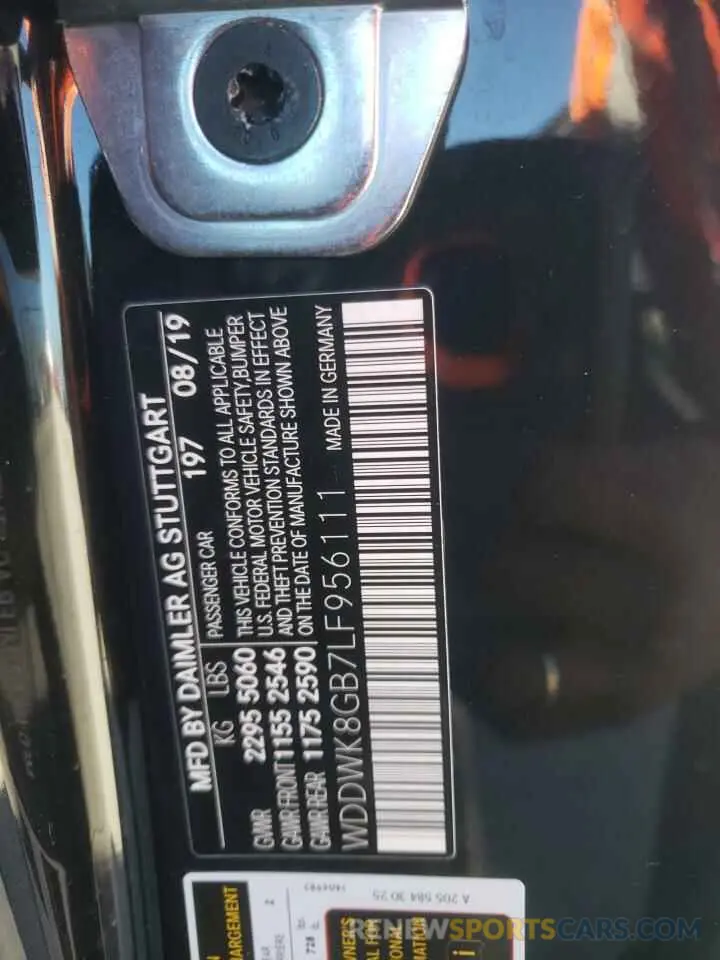 MFD BY DAIMLER AG STUTTGART
197 08/19
KG LBS PASSENGER CAR
GVWR 2295 5060
GAWR FRONT 1155 2546
GAWR REAR 1175 2590
THIS VEHICLE CONFORMS TO ALL APPLICABLE
U.S. FEDERAL MOTOR VEHICLE SAFETY, BUMPER
AND THEFT PREVENTION STANDARDS IN EFFECT
ON THE DATE OF MANUFACTURE SHOWN ABOVE
WDDWK8GB7LF956111 MADE IN GERMANY
A 205 584 30 25
RENEWSPORTSCARS.COM